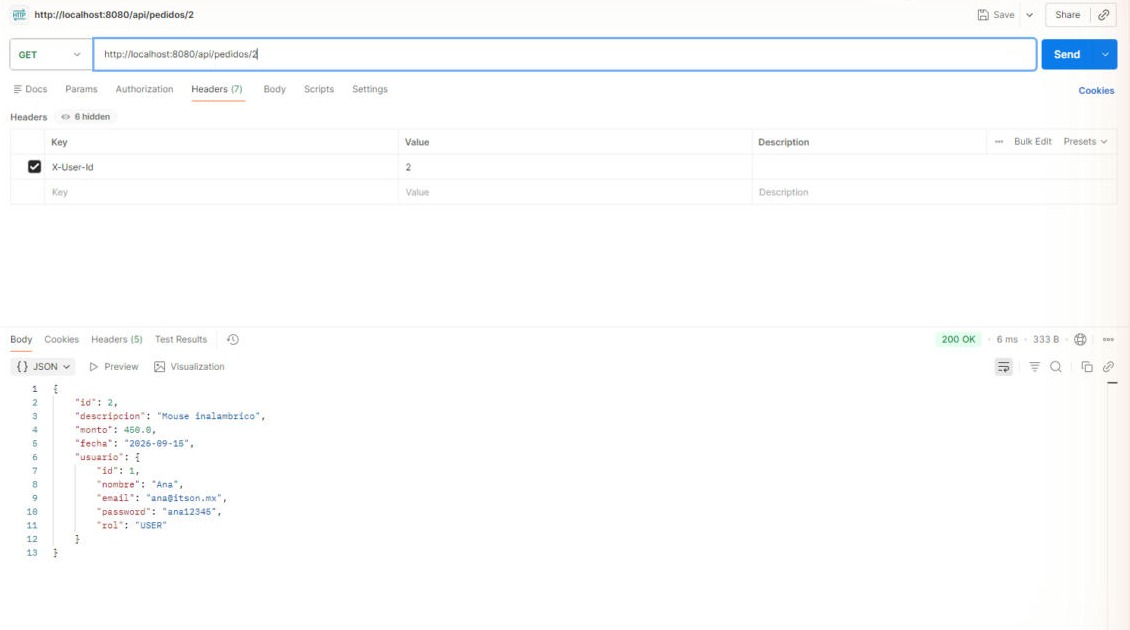 HTTP http://localhost:8080/api/pedidos/2 Save Share
GET http://localhost:8080/api/pedidos/2 Send
Docs Params Authorization Headers (7) Body Scripts Settings Cookies
Headers 6 hidden
Key Value Description ••• Bulk Edit Presets
X-User-Id 2
Key Value Description
Body Cookies Headers (5) Test Results 200 OK • 6 ms • 333 B •••
{} JSON Preview Visualization
1 {
2 "id": 2,
3 "descripcion": "Mouse inalambrico",
4 "monto": 450.0,
5 "fecha": "2026-09-15",
6 "usuario": {
7 "id": 1,
8 "nombre": "Ana",
9 "email": "ana@itson.mx",
10 "password": "ana12345",
11 "rol": "USER"
12 }
13 }